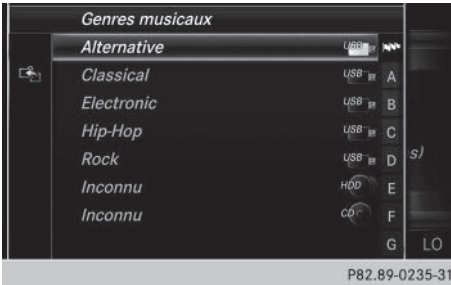 Genres musicaux
Alternative USB
Classical USB A
Electronic USB B
Hip-Hop USB C
Rock USB D s)
Inconnu HDD E
Inconnu CD F
G LO
P82.89-0235-31